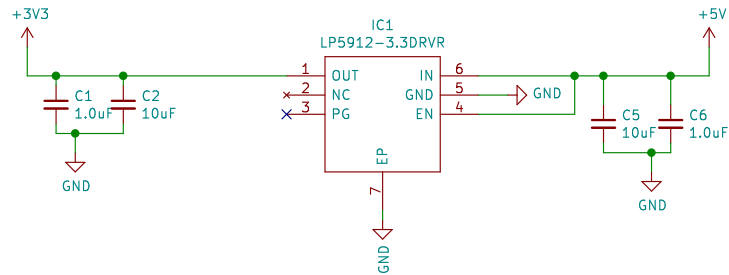 +3V3
IC1
+5V
LP5912-3.3DRVR
1 OUT IN 6
2 NC GND 5 GND
3 PG EN 4
C1 1.0uF
C2 10uF
C5 10uF
C6 1.0uF
EP
7
GND
GND
GND